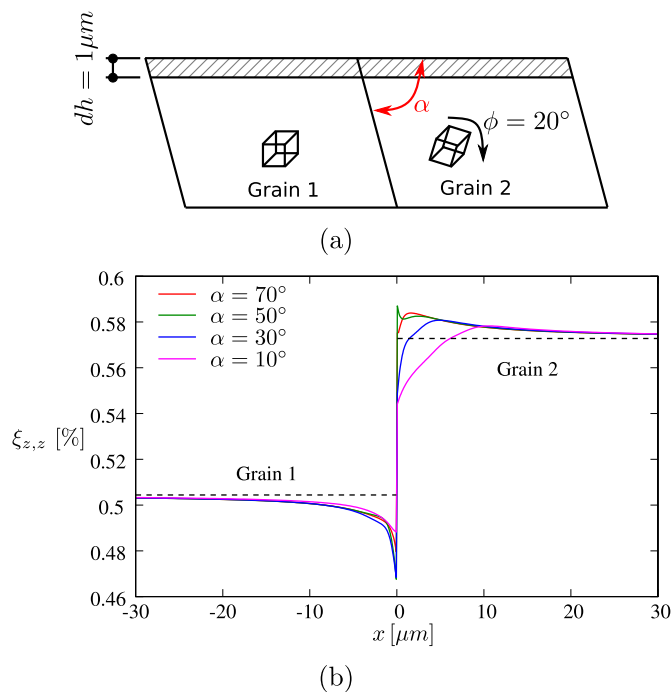 dh = 1μm
α
ϕ = 20°
Grain 1
Grain 2
(a)
0.6
0.58
0.56
0.54
0.52
0.5
0.48
0.46
ξz,z [%]
α = 70°
α = 50°
α = 30°
α = 10°
Grain 2
Grain 1
-30
-20
-10
0
10
20
30
x [μm]
(b)